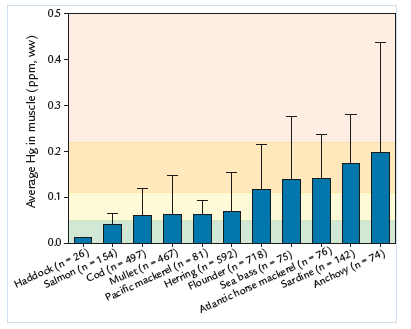 Average Hg in muscle (ppm, ww)
0.5
0.4
0.3
0.2
0.1
0.0
Haddock (n = 26)
Salmon (n = 154)
Cod (n = 497)
Mullet (n = 467)
Pacific mackerel (n = 81)
Herring (n = 592)
Flounder (n = 718)
Sea bass (n = 75)
Atlantic horse mackerel (n = 76)
Sardine (n = 142)
Anchovy (n = 74)